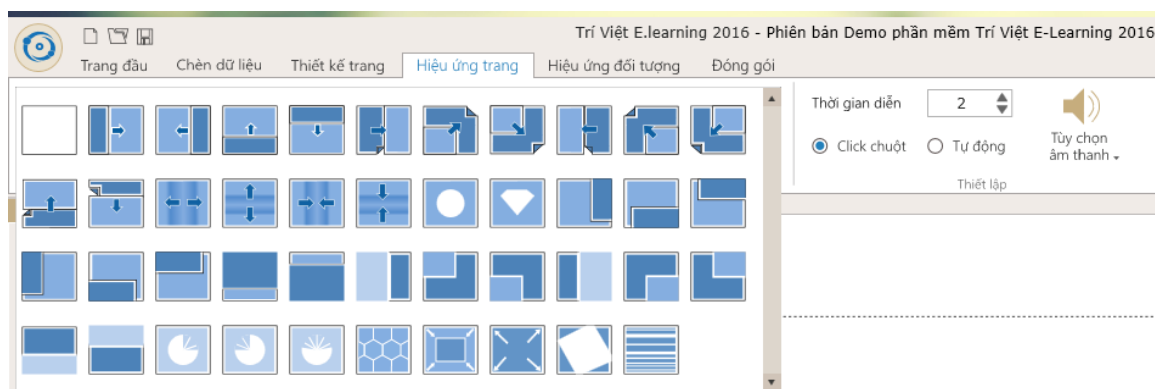 Trí Việt E.learning 2016 - Phiên bản Demo phần mềm Trí Việt E-Learning 2016
Trang đầu Chèn dữ liệu Thiết kế trang Hiệu ứng trang Hiệu ứng đối tượng Đóng gói
Thời gian diễn 2
Click chuột Tự động
Tùy chọn
âm thanh
Thiết lập